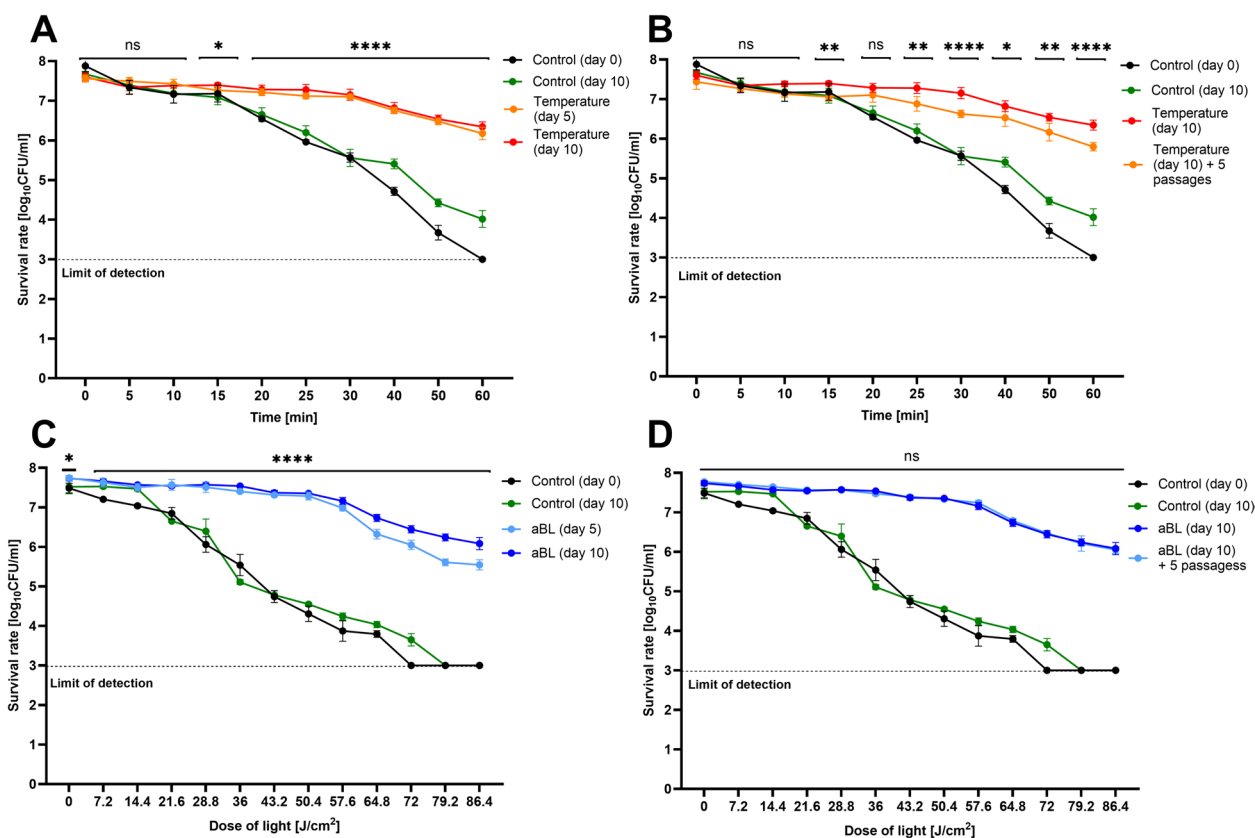 A
ns
*
****
Survival rate [log10CFU/ml]
8
7
6
5
4
3
2
1
0
Limit of detection
0 5 10 15 20 25 30 40 50 60
Time [min]
Control (day 0)
Control (day 10)
Temperature
(day 5)
Temperature
(day 10)
B
ns
**
ns
**
****
*
**
****
Survival rate [log10CFU/ml]
8
7
6
5
4
3
2
1
0
Limit of detection
0 5 10 15 20 25 30 40 50 60
Time [min]
Control (day 0)
Control (day 10)
Temperature
(day 10)
Temperature
(day 10) + 5
passages
C
*
****
Survival rate [log10CFU/ml]
8
7
6
5
4
3
2
1
0
Limit of detection
0 7.2 14.4 21.6 28.8 36 43.2 50.4 57.6 64.8 72 79.2 86.4
Dose of light [J/cm2]
Control (day 0)
Control (day 10)
aBL (day 5)
aBL (day 10)
D
ns
Survival rate [log10CFU/ml]
8
7
6
5
4
3
2
1
0
Limit of detection
0 7.2 14.4 21.6 28.8 36 43.2 50.4 57.6 64.8 72 79.2 86.4
Dose of light [J/cm2]
Control (day 0)
Control (day 10)
aBL (day 10)
aBL (day 10)
+ 5 passagess